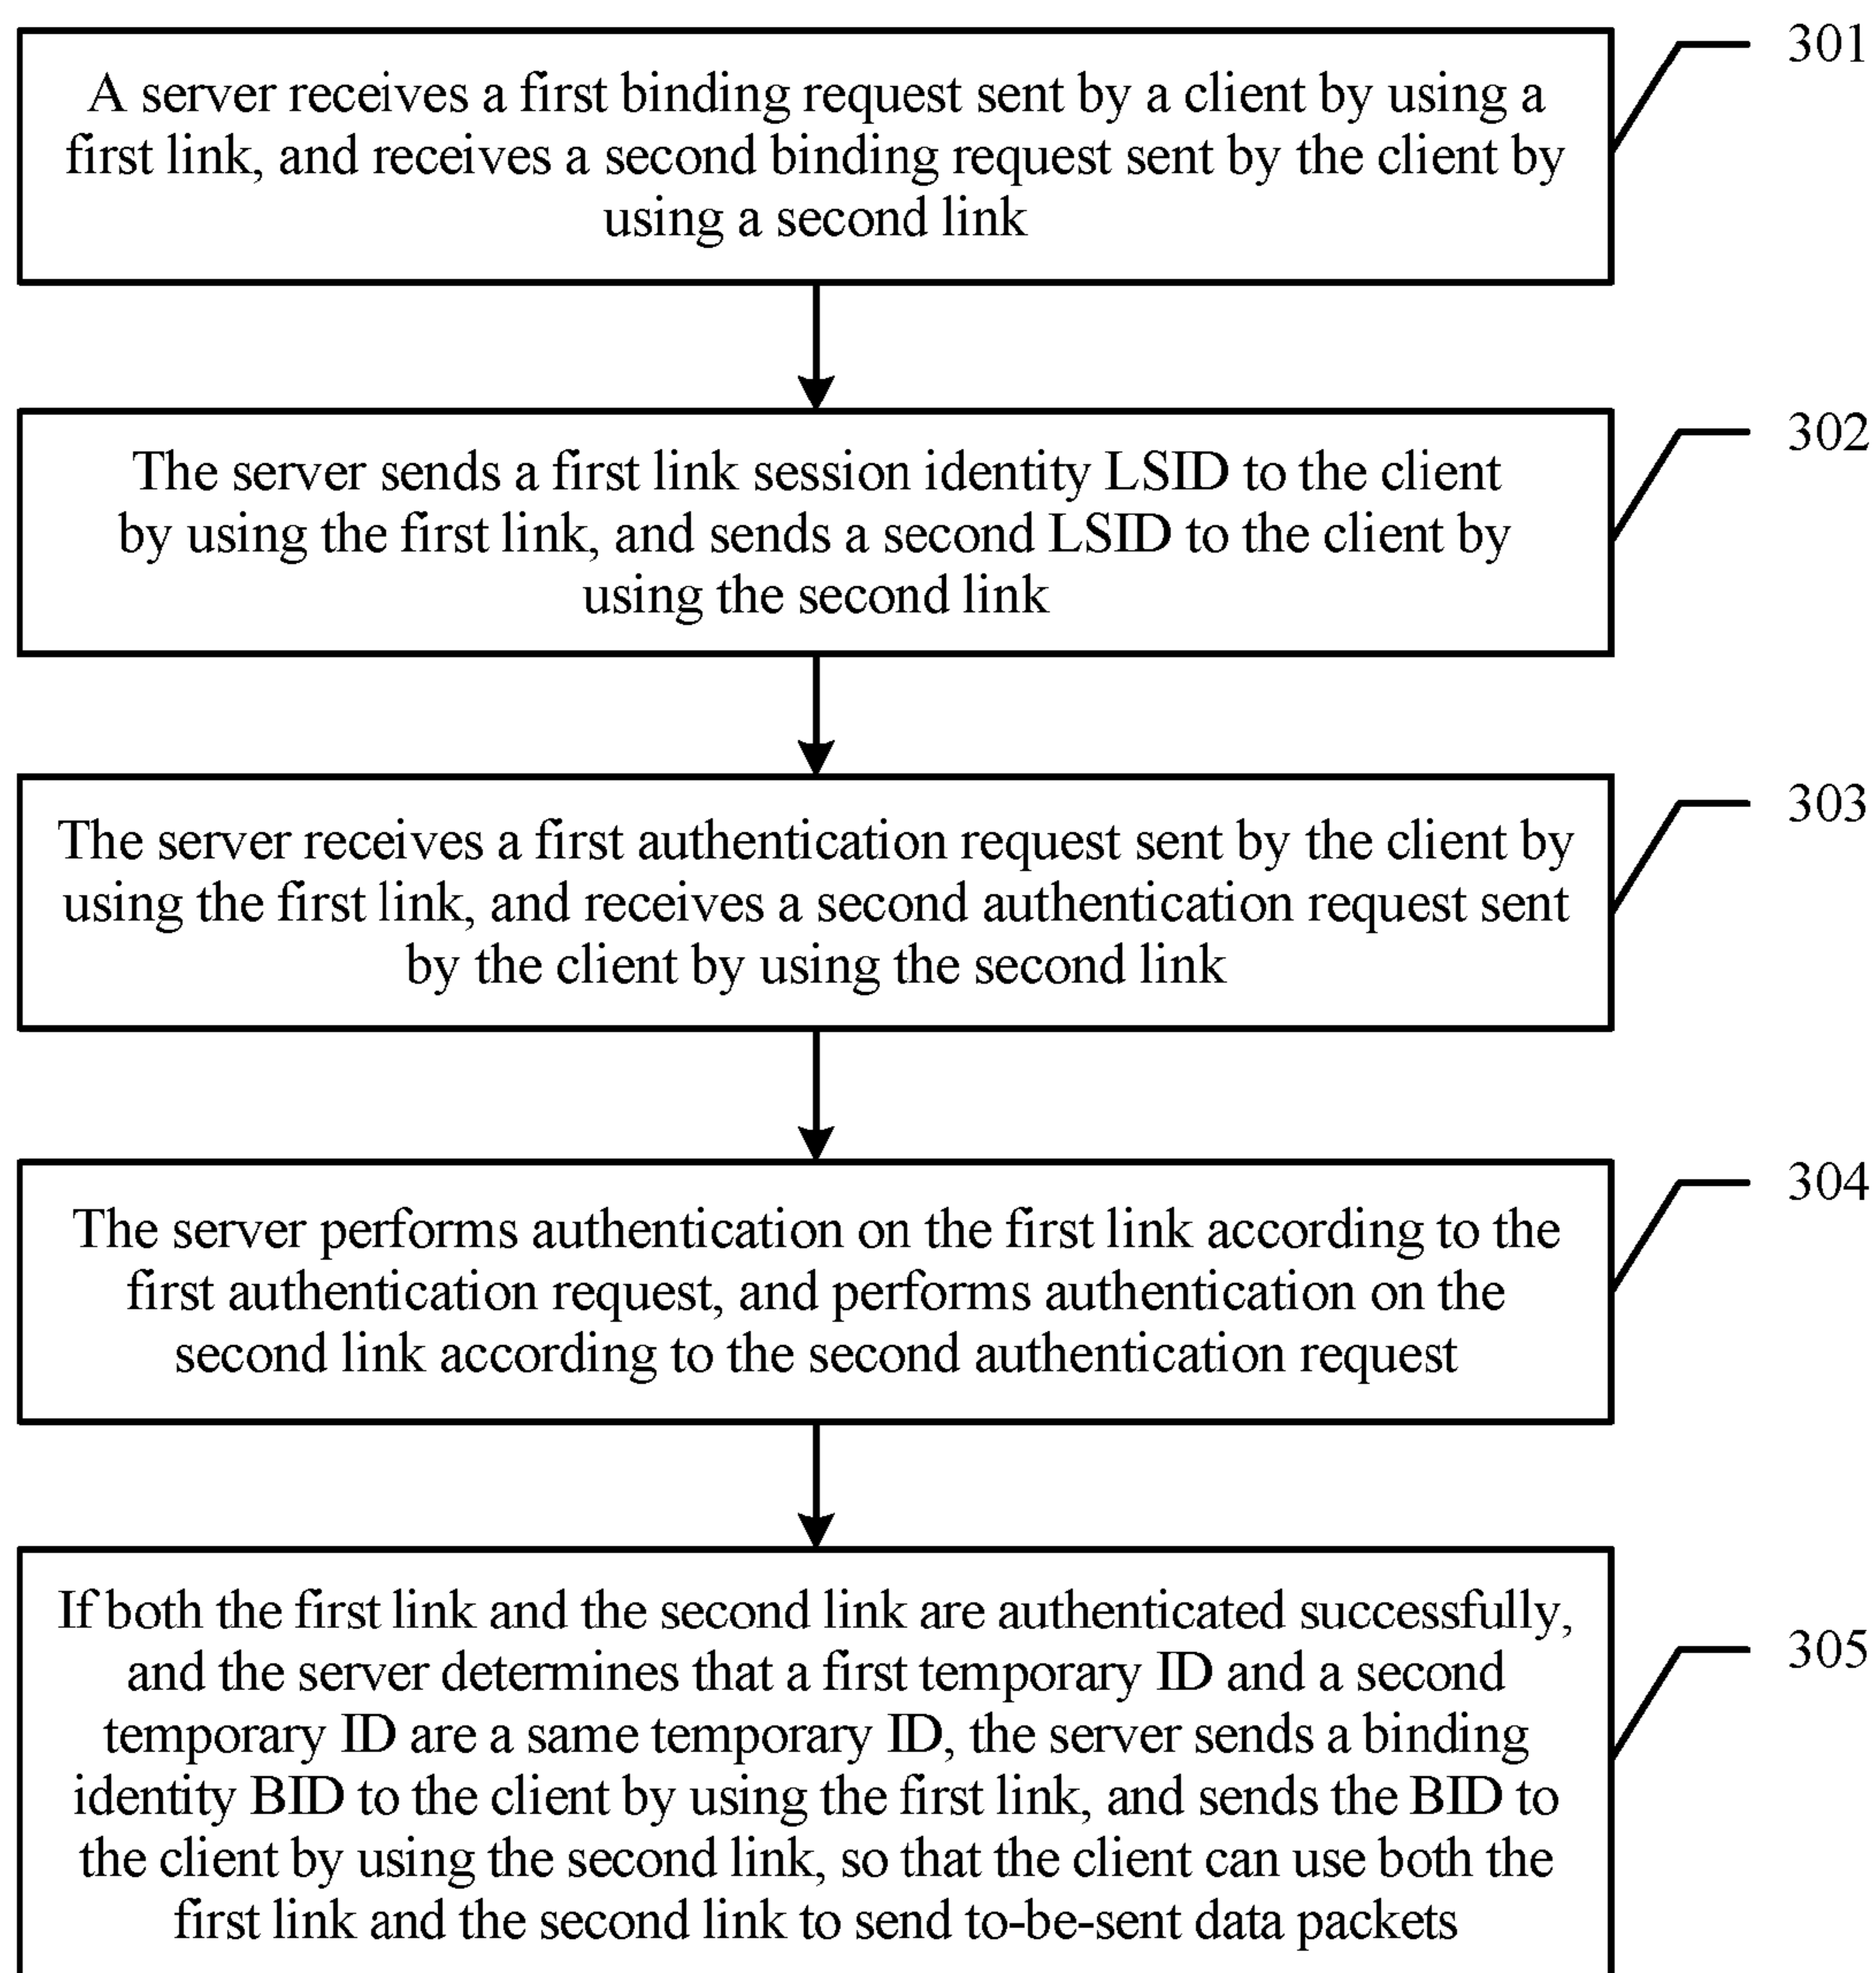 301
A server receives a first binding request sent by a client by using a
first link, and receives a second binding request sent by the client by
using a second link
302
The server sends a first link session identity LSID to the client
by using the first link, and sends a second LSID to the client by
using the second link
303
The server receives a first authentication request sent by the client by
using the first link, and receives a second authentication request sent
by the client by using the second link
304
The server performs authentication on the first link according to the
first authentication request, and performs authentication on the
second link according to the second authentication request
305
If both the first link and the second link are authenticated successfully,
and the server determines that a first temporary ID and a second
temporary ID are a same temporary ID, the server sends a binding
identity BID to the client by using the first link, and sends the BID to
the client by using the second link, so that the client can use both the
first link and the second link to send to-be-sent data packets